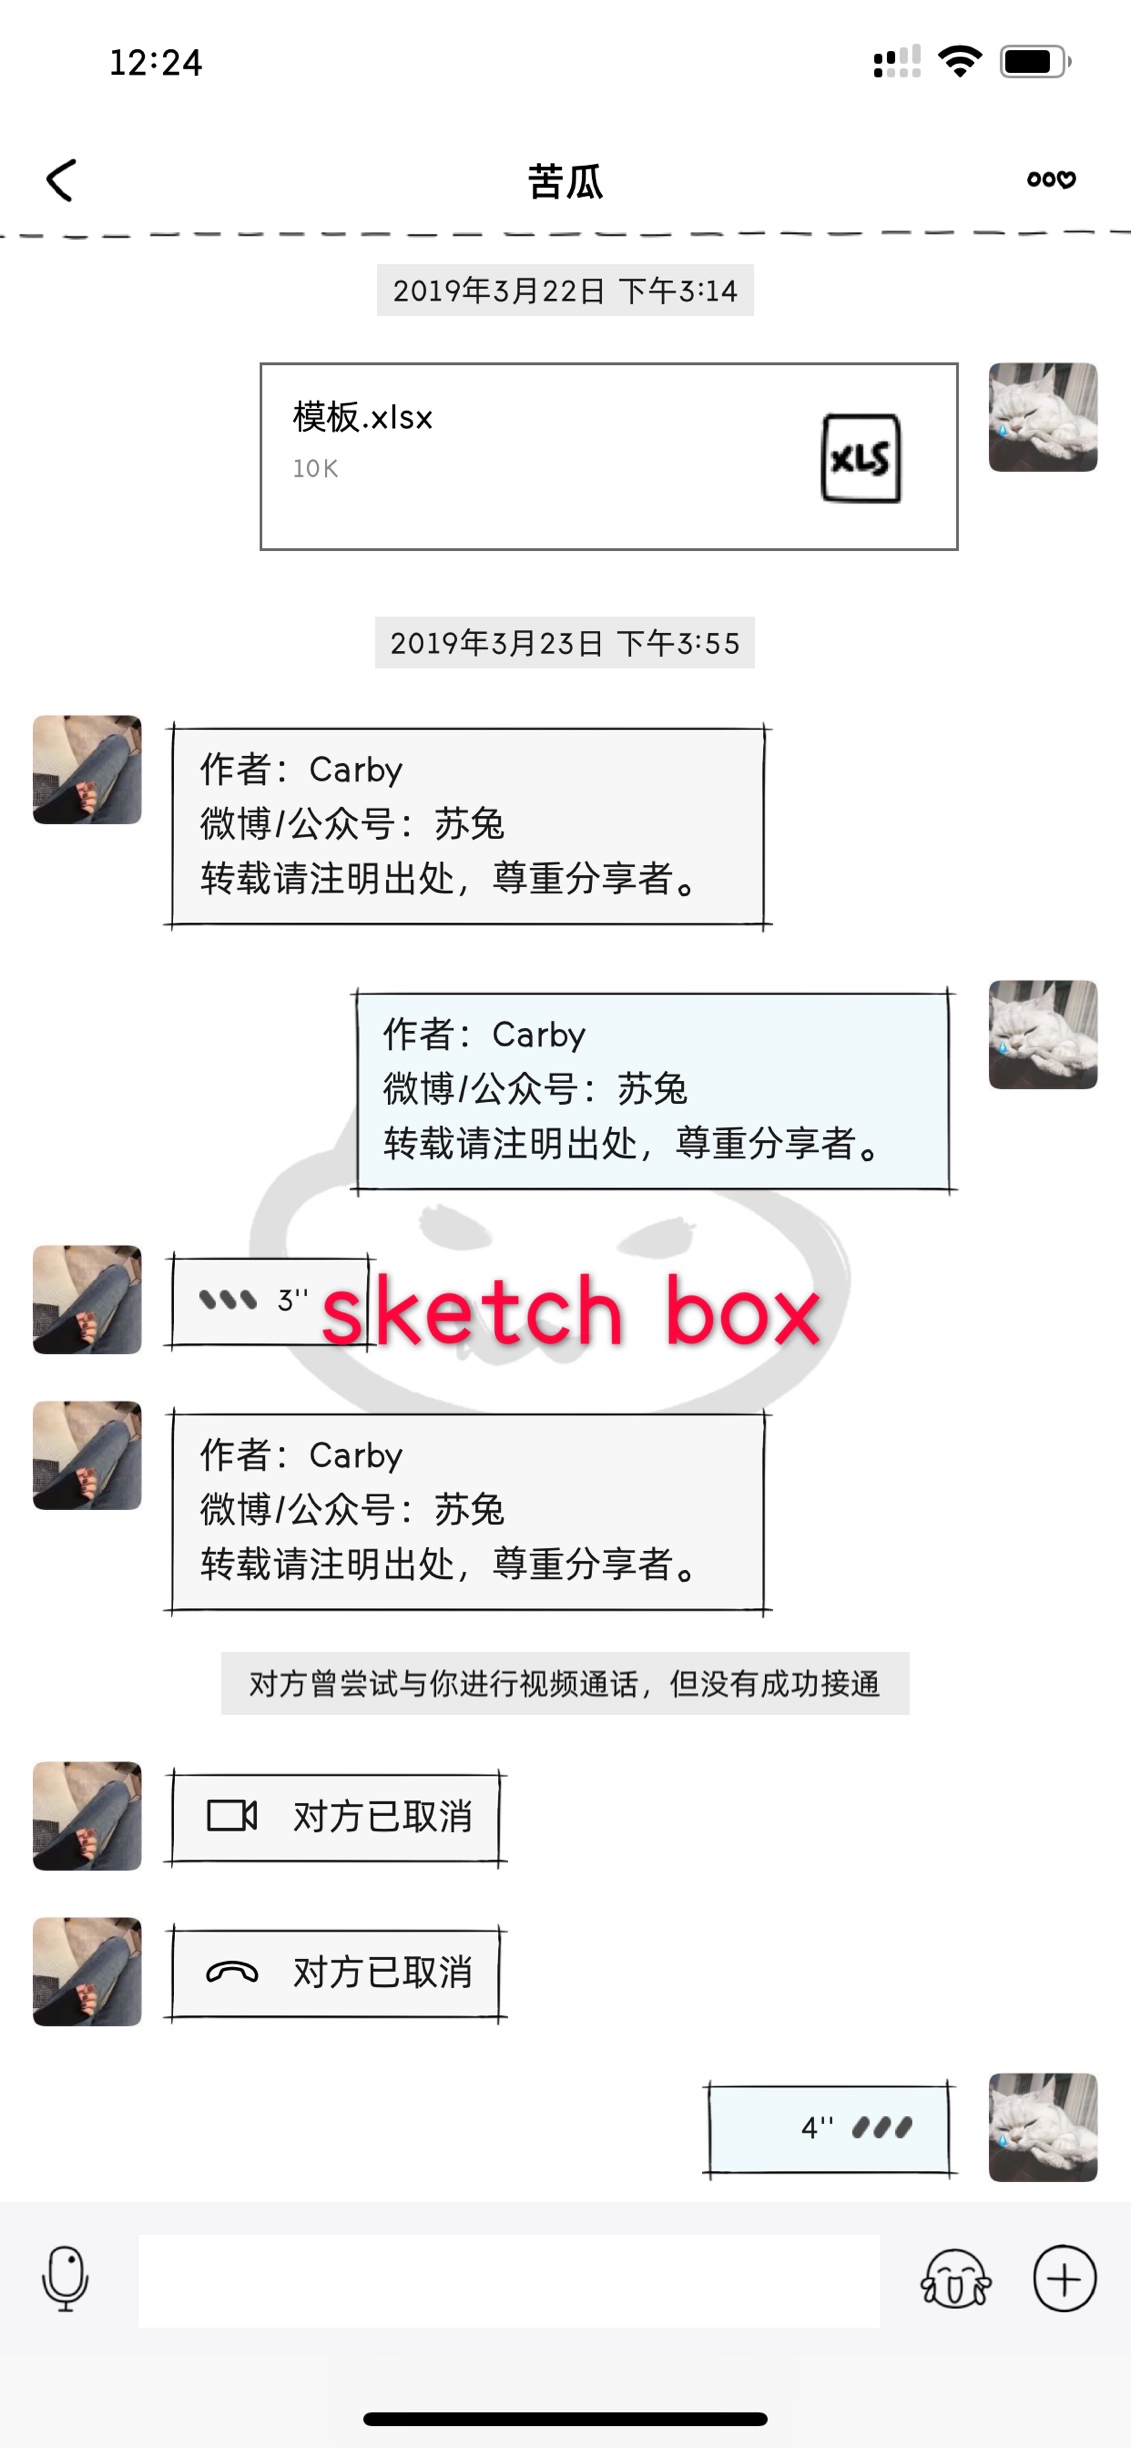 12:24
苦瓜
2019年3月22日 下午3:14
模板.xlsx
10K
XLS
2019年3月23日 下午3:55
作者：Carby
微博/公众号：苏兔
转载请注明出处，尊重分享者。
作者：Carby
微博/公众号：苏兔
转载请注明出处，尊重分享者。
3''
sketch box
作者：Carby
微博/公众号：苏兔
转载请注明出处，尊重分享者。
对方曾尝试与你进行视频通话，但没有成功接通
对方已取消
对方已取消
4''